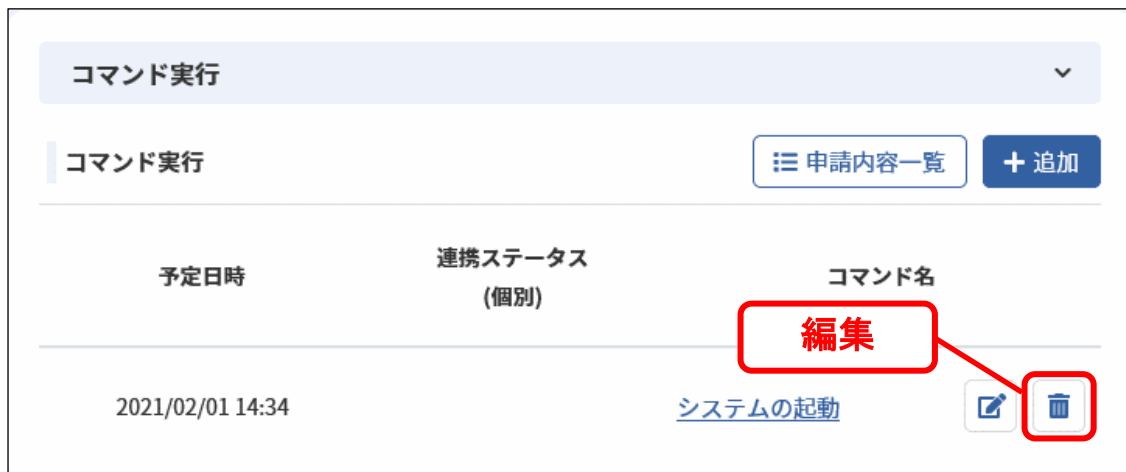 コマンド実行
コマンド実行
申請内容一覧
追加
予定日時
連携ステータス
(個別)
コマンド名
編集
2021/02/01 14:34
システムの起動